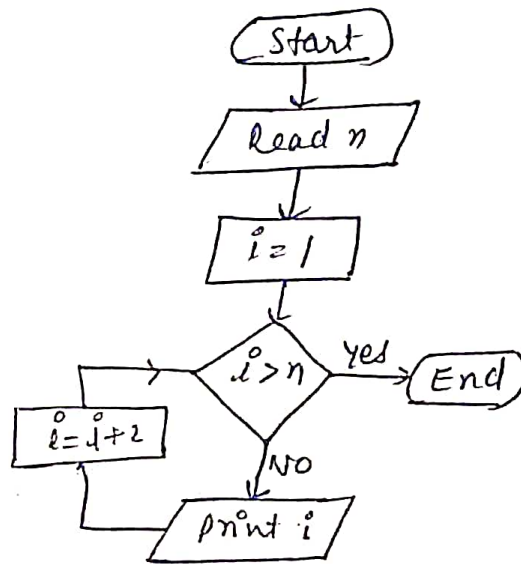 Start
Read n
i = 1
i > n
Yes
End
i = i + 2
NO
Print i